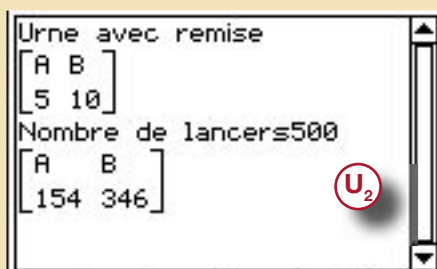 Urne avec remise
[A B]
[5 10]
Nombre de lancers500
[A B]
[154 346]
U₂